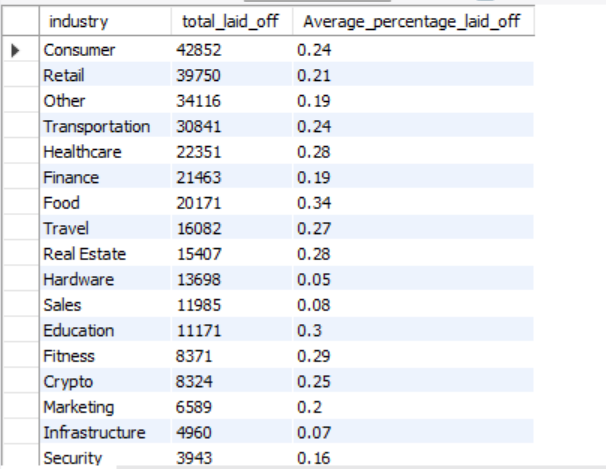 industry total_laid_off Average_percentage_laid_off
Consumer 42852 0.24
Retail 39750 0.21
Other 34116 0.19
Transportation 30841 0.24
Healthcare 22351 0.28
Finance 21463 0.19
Food 20171 0.34
Travel 16082 0.27
Real Estate 15407 0.28
Hardware 13698 0.05
Sales 11985 0.08
Education 11171 0.3
Fitness 8371 0.29
Crypto 8324 0.25
Marketing 6589 0.2
Infrastructure 4960 0.07
Security 3943 0.16